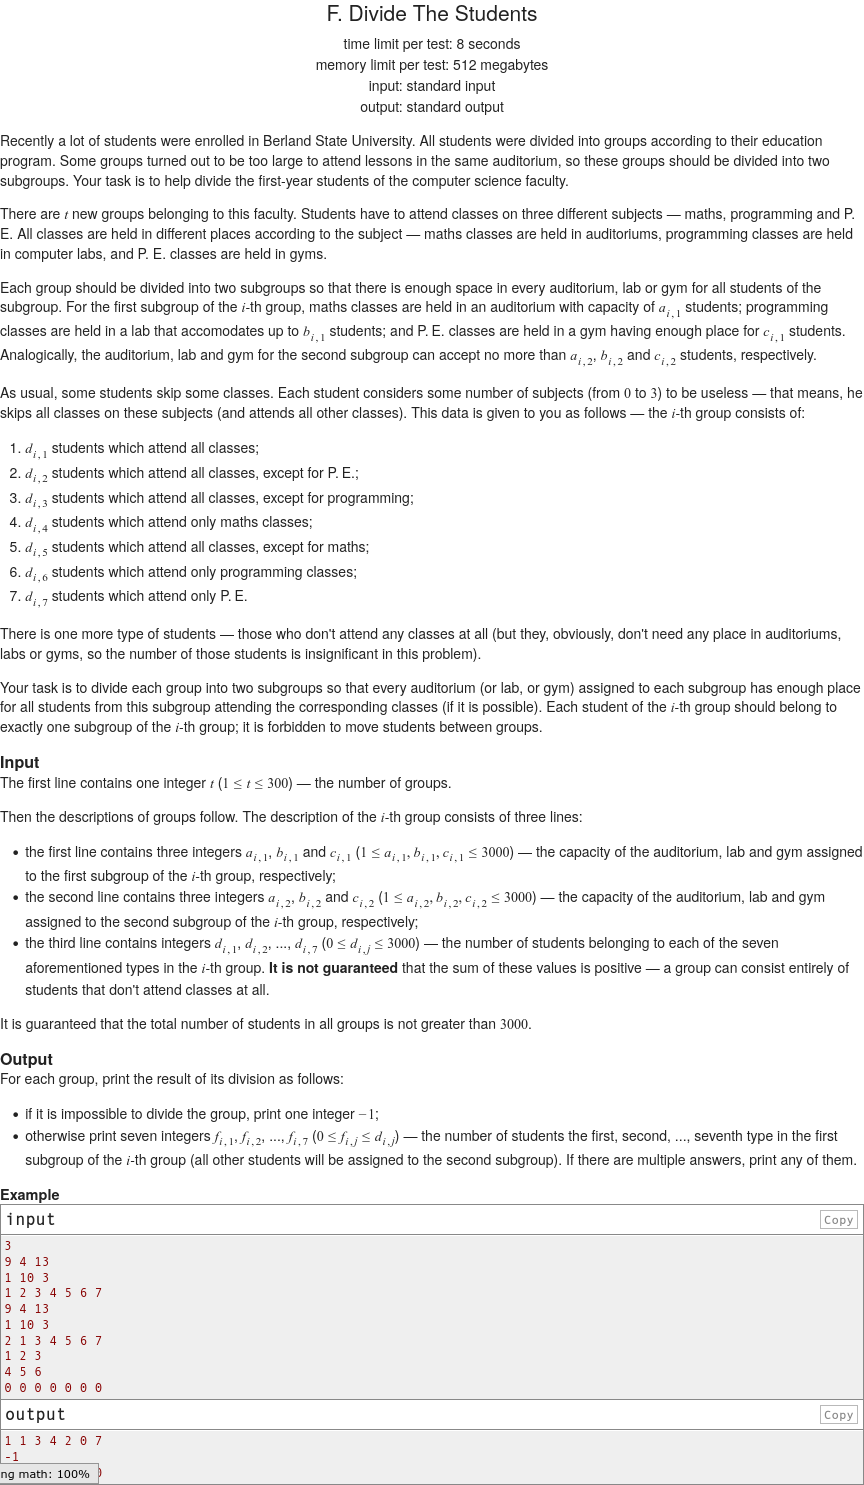 F. Divide The Students
time limit per test: 8 seconds
memory limit per test: 512 megabytes
input: standard input
output: standard output
Recently a lot of students were enrolled in Berland State University. All students were divided into groups according to their education
program. Some groups turned out to be too large to attend lessons in the same auditorium, so these groups should be divided into two
subgroups. Your task is to help divide the first-year students of the computer science faculty.
There are t new groups belonging to this faculty. Students have to attend classes on three different subjects — maths, programming and P.
E. All classes are held in different places according to the subject — maths classes are held in auditoriums, programming classes are held
in computer labs, and P. E. classes are held in gyms.
Each group should be divided into two subgroups so that there is enough space in every auditorium, lab or gym for all students of the
subgroup. For the first subgroup of the i-th group, maths classes are held in an auditorium with capacity of a_{i,1} students; programming
classes are held in a lab that accomodates up to b_{i,1} students; and P. E. classes are held in a gym having enough place for c_{i,1} students.
Analogically, the auditorium, lab and gym for the second subgroup can accept no more than a_{i,2}, b_{i,2} and c_{i,2} students, respectively.
As usual, some students skip some classes. Each student considers some number of subjects (from 0 to 3) to be useless — that means, he
skips all classes on these subjects (and attends all other classes). This data is given to you as follows — the i-th group consists of:
1. d_{i,1} students which attend all classes;
2. d_{i,2} students which attend all classes, except for P. E.;
3. d_{i,3} students which attend all classes, except for programming;
4. d_{i,4} students which attend only maths classes;
5. d_{i,5} students which attend all classes, except for maths;
6. d_{i,6} students which attend only programming classes;
7. d_{i,7} students which attend only P. E.
There is one more type of students — those who don't attend any classes at all (but they, obviously, don't need any place in auditoriums,
labs or gyms, so the number of those students is insignificant in this problem).
Your task is to divide each group into two subgroups so that every auditorium (or lab, or gym) assigned to each subgroup has enough place
for all students from this subgroup attending the corresponding classes (if it is possible). Each student of the i-th group should belong to
exactly one subgroup of the i-th group; it is forbidden to move students between groups.
Input
The first line contains one integer t (1 ≤ t ≤ 300) — the number of groups.
Then the descriptions of groups follow. The description of the i-th group consists of three lines:
• the first line contains three integers a_{i,1}, b_{i,1} and c_{i,1} (1 ≤ a_{i,1}, b_{i,1}, c_{i,1} ≤ 3000) — the capacity of the auditorium, lab and gym assigned
to the first subgroup of the i-th group, respectively;
• the second line contains three integers a_{i,2}, b_{i,2} and c_{i,2} (1 ≤ a_{i,2}, b_{i,2}, c_{i,2} ≤ 3000) — the capacity of the auditorium, lab and gym
assigned to the second subgroup of the i-th group, respectively;
• the third line contains integers d_{i,1}, d_{i,2}, ..., d_{i,7} (0 ≤ d_{i,j} ≤ 3000) — the number of students belonging to each of the seven
aforementioned types in the i-th group. It is not guaranteed that the sum of these values is positive — a group can consist entirely of
students that don't attend classes at all.
It is guaranteed that the total number of students in all groups is not greater than 3000.
Output
For each group, print the result of its division as follows:
• if it is impossible to divide the group, print one integer −1;
• otherwise print seven integers f_{i,1}, f_{i,2}, ..., f_{i,7} (0 ≤ f_{i,j} ≤ d_{i,j}) — the number of students the first, second, ..., seventh type in the first
subgroup of the i-th group (all other students will be assigned to the second subgroup). If there are multiple answers, print any of them.
Example
input Copy
3
9 4 13
1 10 3
1 2 3 4 5 6 7
9 4 13
1 10 3
2 1 3 4 5 6 7
1 2 3
4 5 6
0 0 0 0 0 0 0
output Copy
1 1 3 4 2 0 7
-1
ng math: 100%